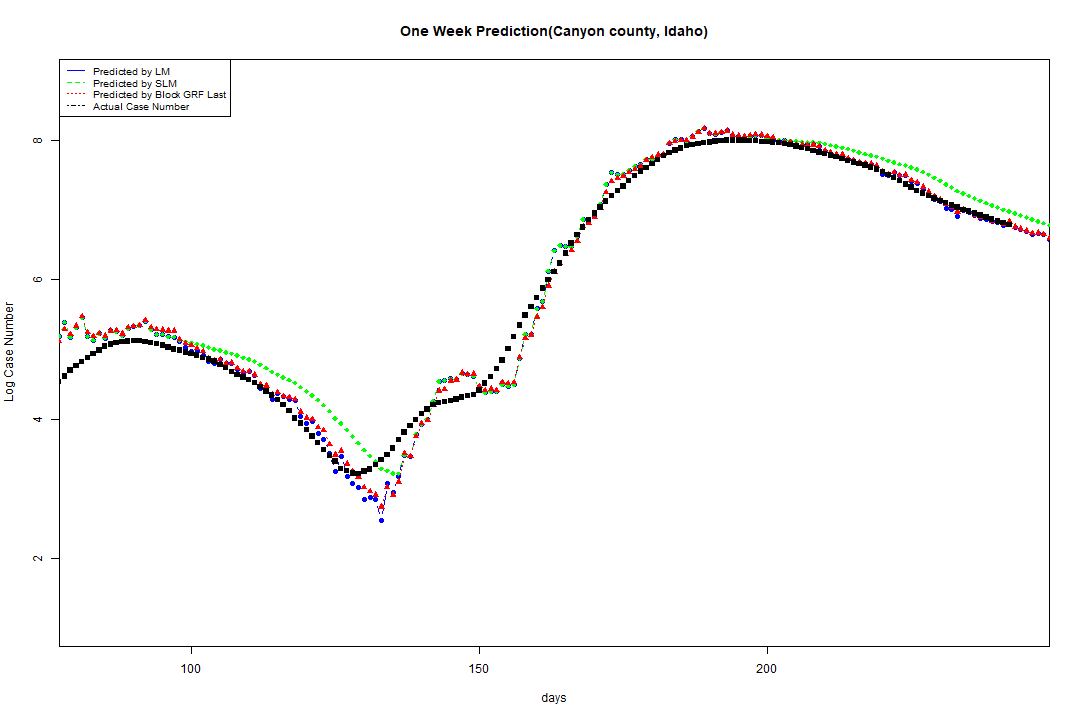 One Week Prediction(Canyon county, Idaho)
Predicted by LM
Predicted by SLM
Predicted by Block GRF Last
Actual Case Number
8
6
4
2
Log Case Number
100 150 200
days